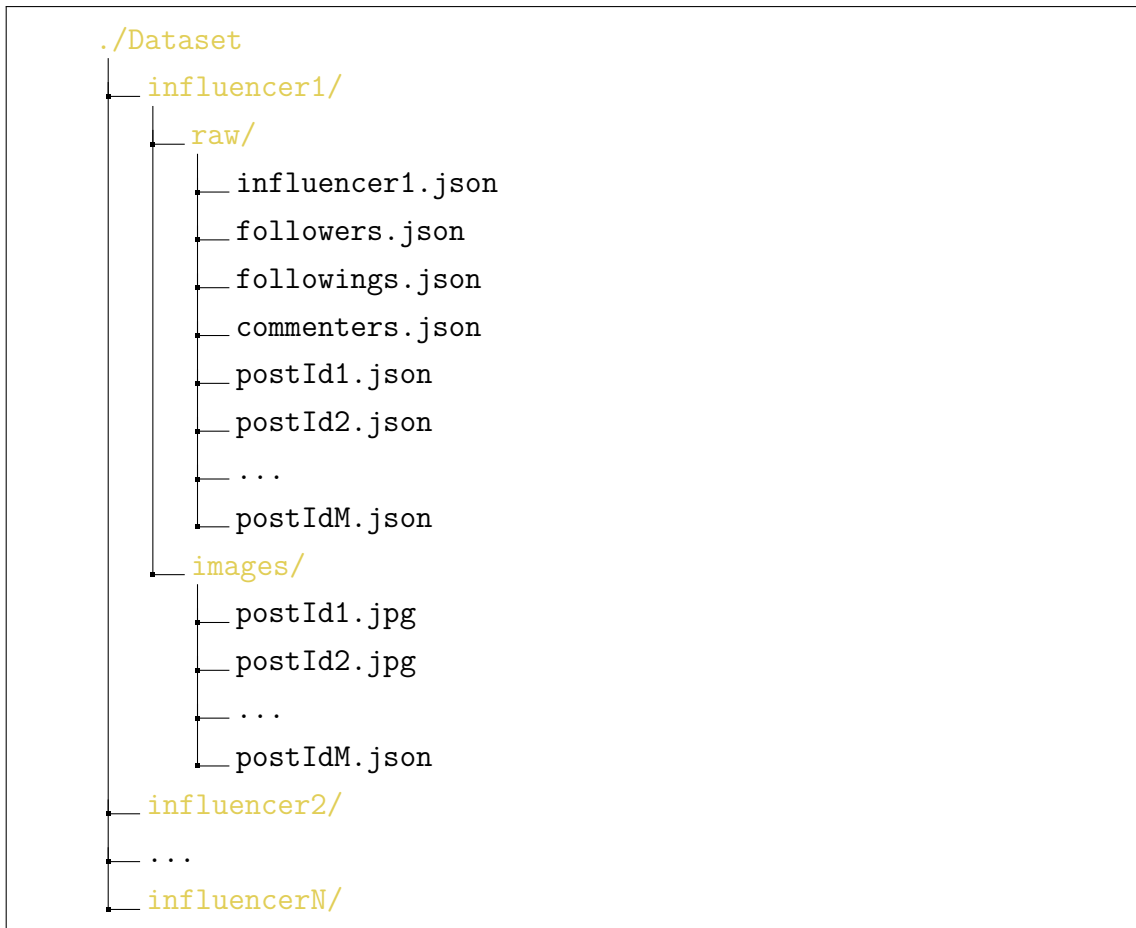 ./Dataset
influencer1/
raw/
influencer1.json
followers.json
followings.json
commenters.json
postId1.json
postId2.json
...
postIdM.json
images/
postId1.jpg
postId2.jpg
...
postIdM.json
influencer2/
...
influencerN/